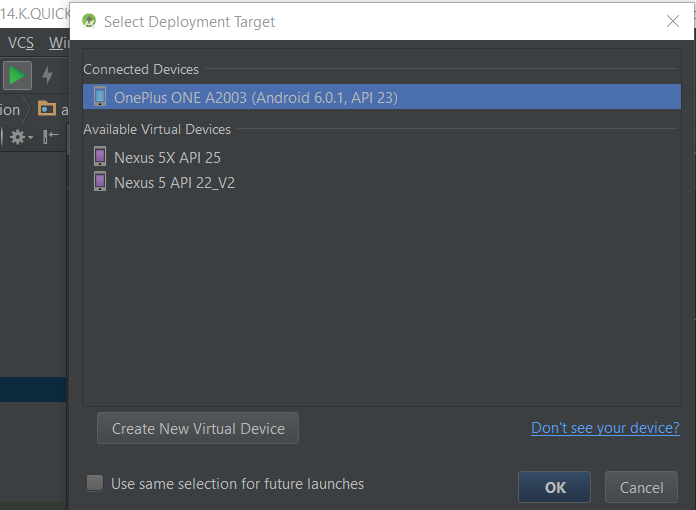 14.K.QUICK
Select Deployment Target
VCS
Connected Devices
OnePlus ONE A2003 (Android 6.0.1, API 23)
Available Virtual Devices
Nexus 5X API 25
Nexus 5 API 22_V2
Create New Virtual Device
Don't see your device?
Use same selection for future launches
OK
Cancel